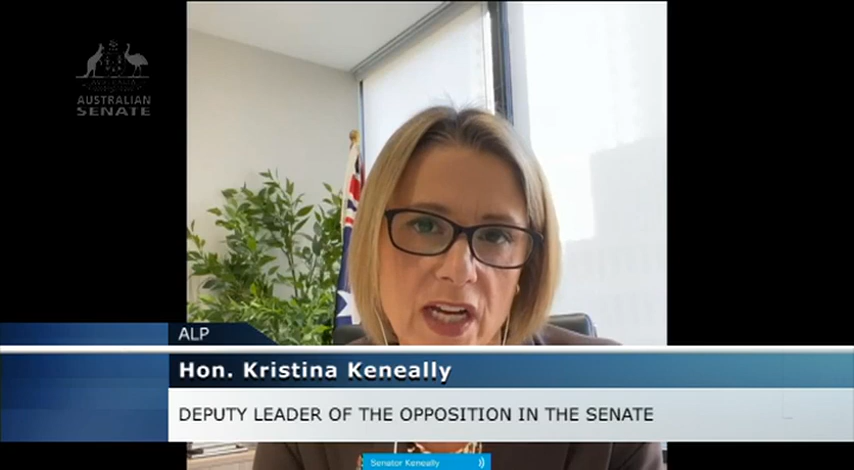 AUSTRALIAN
SENATE
ALP
Hon. Kristina Keneally
DEPUTY LEADER OF THE OPPOSITION IN THE SENATE
Senator Keneally